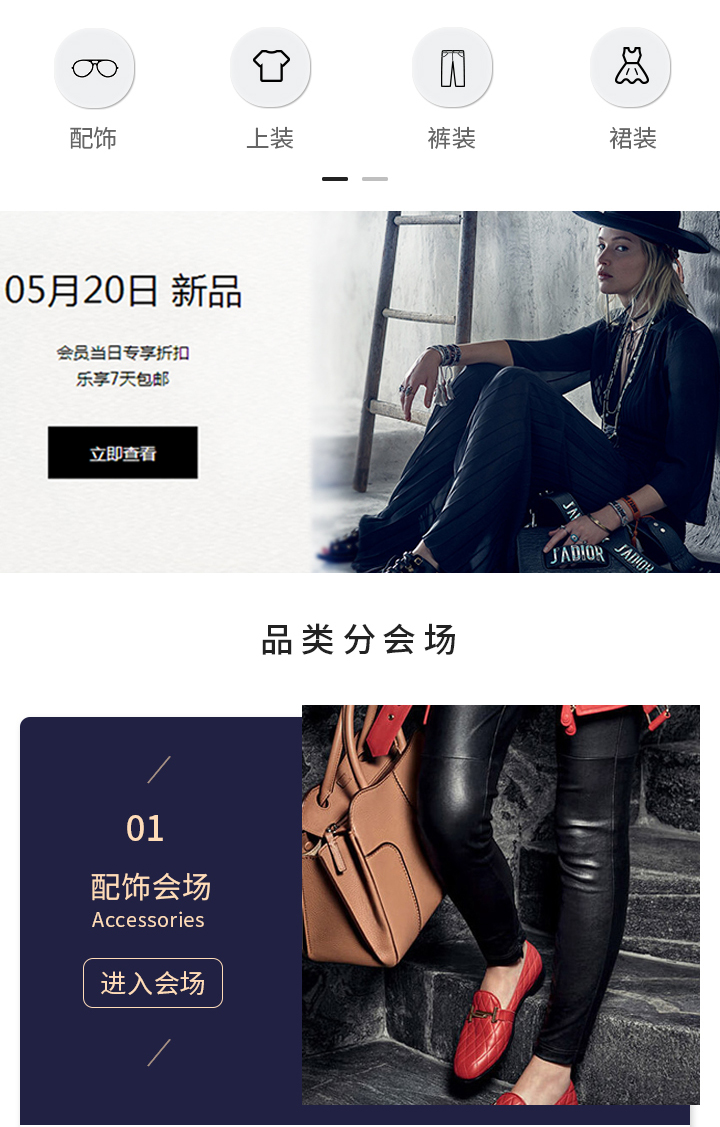 配饰
上装
裤装
裙装
05月20日 新品
会员当日专享折扣
乐享7天包邮
立即查看
J'ADIOR
J'ADIOR
品类分会场
01
配饰会场
Accessories
进入会场